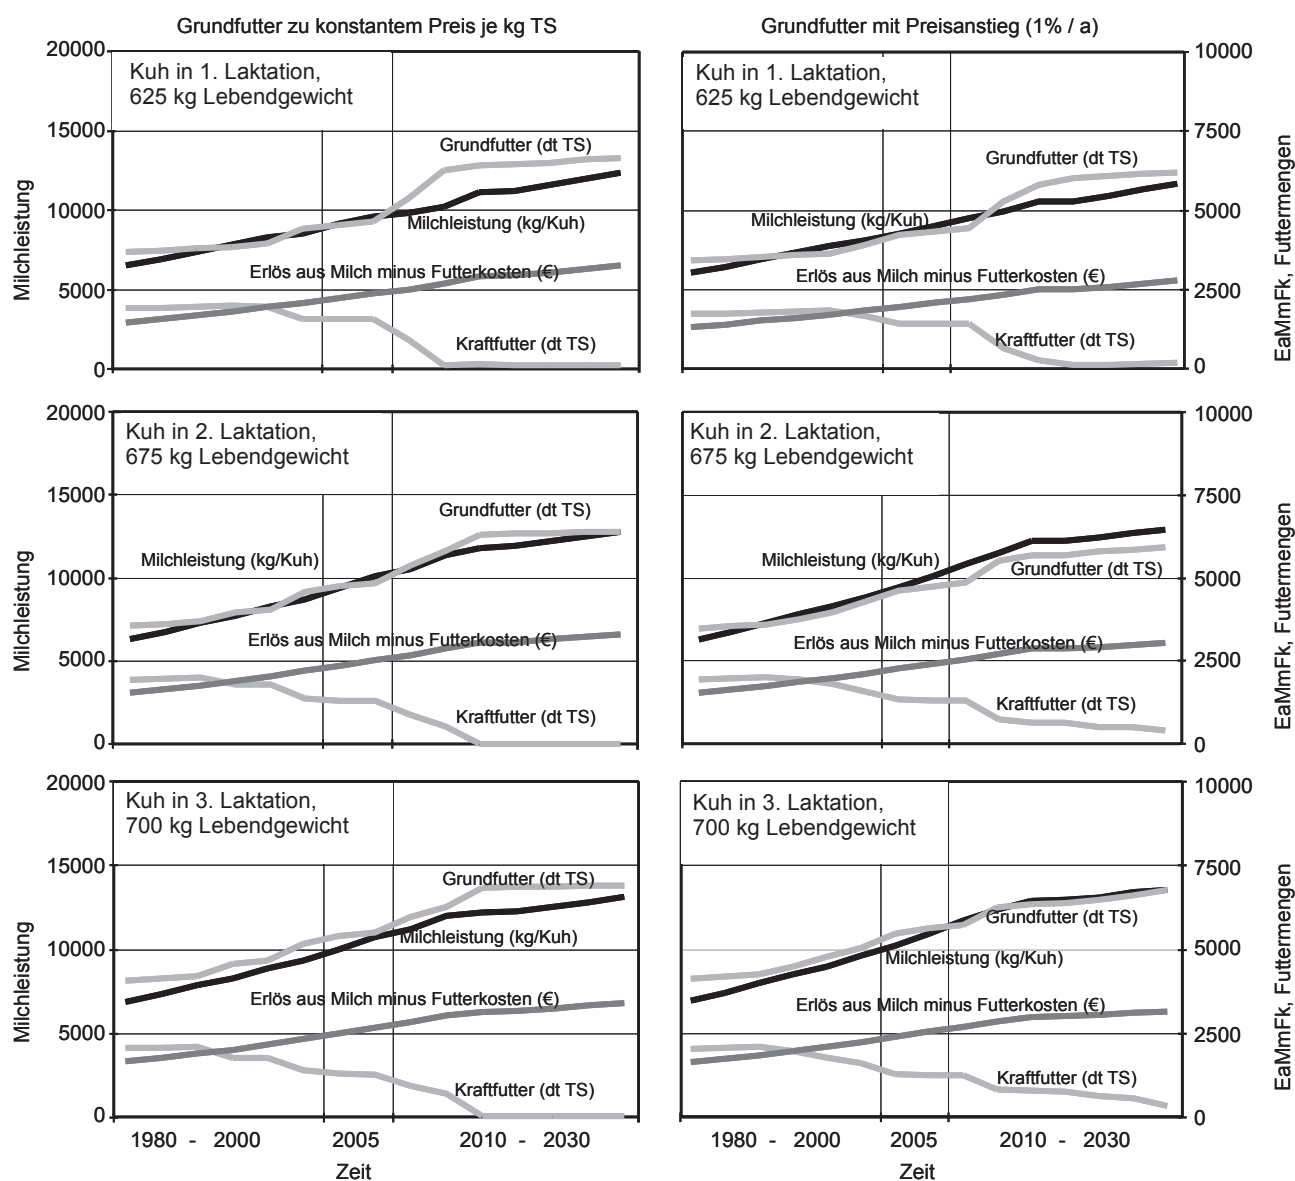 Grundfutter zu konstantem Preis je kg TS
Grundfutter mit Preisanstieg (1% / a)
20000
15000
10000
5000
0
Milchleistung
Kuh in 1. Laktation,
625 kg Lebendgewicht
Grundfutter (dt TS)
Milchleistung (kg/Kuh)
Erlös aus Milch minus Futterkosten (€)
Kraftfutter (dt TS)
Kuh in 1. Laktation,
625 kg Lebendgewicht
Grundfutter (dt TS)
Milchleistung (kg/Kuh)
Erlös aus Milch minus Futterkosten (€)
Kraftfutter (dt TS)
10000
7500
5000
2500
0
EaMmFk, Futtermengen
20000
15000
10000
5000
0
Milchleistung
Kuh in 2. Laktation,
675 kg Lebendgewicht
Grundfutter (dt TS)
Milchleistung (kg/Kuh)
Erlös aus Milch minus Futterkosten (€)
Kraftfutter (dt TS)
Kuh in 2. Laktation,
675 kg Lebendgewicht
Milchleistung (kg/Kuh)
Grundfutter (dt TS)
Erlös aus Milch minus Futterkosten (€)
Kraftfutter (dt TS)
10000
7500
5000
2500
0
EaMmFk, Futtermengen
20000
15000
10000
5000
0
Milchleistung
Kuh in 3. Laktation,
700 kg Lebendgewicht
Grundfutter (dt TS)
Milchleistung (kg/Kuh)
Erlös aus Milch minus Futterkosten (€)
Kraftfutter (dt TS)
Kuh in 3. Laktation,
700 kg Lebendgewicht
Grundfutter (dt TS)
Milchleistung (kg/Kuh)
Erlös aus Milch minus Futterkosten (€)
Kraftfutter (dt TS)
10000
7500
5000
2500
0
EaMmFk, Futtermengen
1980 - 2000 2005 2010 - 2030
Zeit
1980 - 2000 2005 2010 - 2030
Zeit